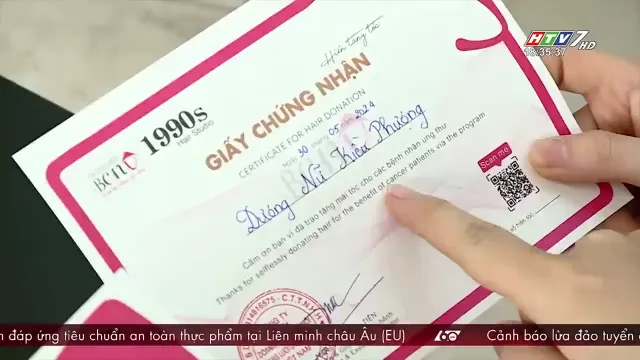 HTV7 HD
18:35:37
Hiến tặng tóc
1990s
Hair Studio
BCNV
GIẤY CHỨNG NHẬN
CERTIFICATE FOR HAIR DONATION
Ngày 30 tháng 05 2024
Dương Nữ Kiều Phượng
Cảm ơn bạn vì đã trao tặng mái tóc cho các bệnh nhân ung thư
Thanks for selflessly donating hair for the benefit of cancer patients via the program
Scan me
đáp ứng tiêu chuẩn an toàn thực phẩm tại Liên minh châu Âu (EU)
60
Cảnh báo lừa đảo tuyển